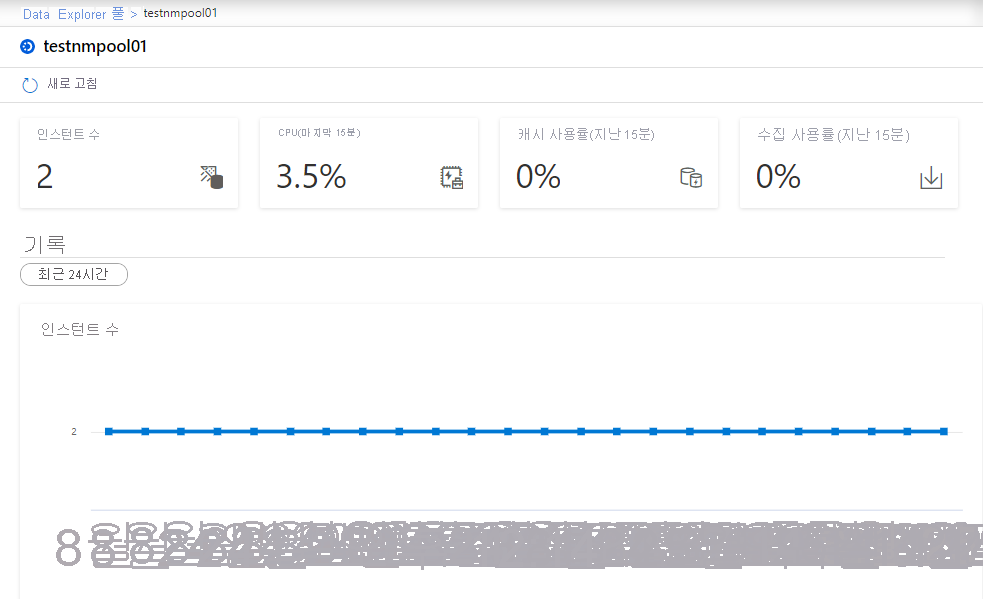 Data Explorer 풀 > testnmpool01
testnmpool01
새로 고침
인스턴트 수
CPU(마지막 15분)
캐시 사용률(지난 15분)
수집 사용률(지난 15분)
2
3.5%
0%
0%
기록
최근 24시간
인스턴트 수
2